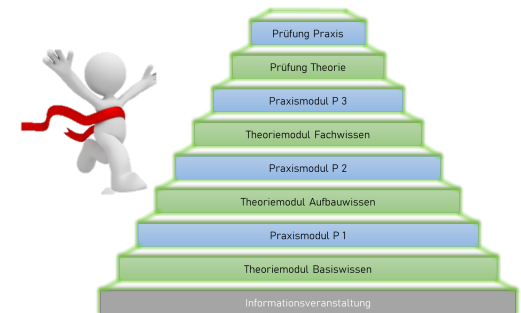 Prüfung Praxis
Prüfung Theorie
Praxismodul P 3
Theoriemodul Fachwissen
Praxismodul P 2
Theoriemodul Aufbauwissen
Praxismodul P 1
Theoriemodul Basiswissen
Informationsveranstaltung